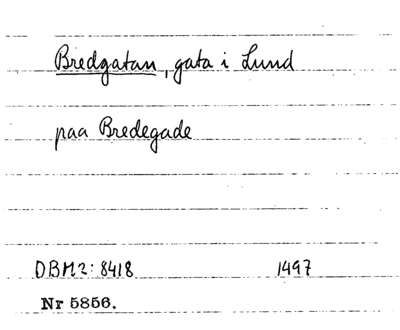 Bredgatan, gata i Lund
paa Bredegade
DBM2:8418 1497
Nr 5856.